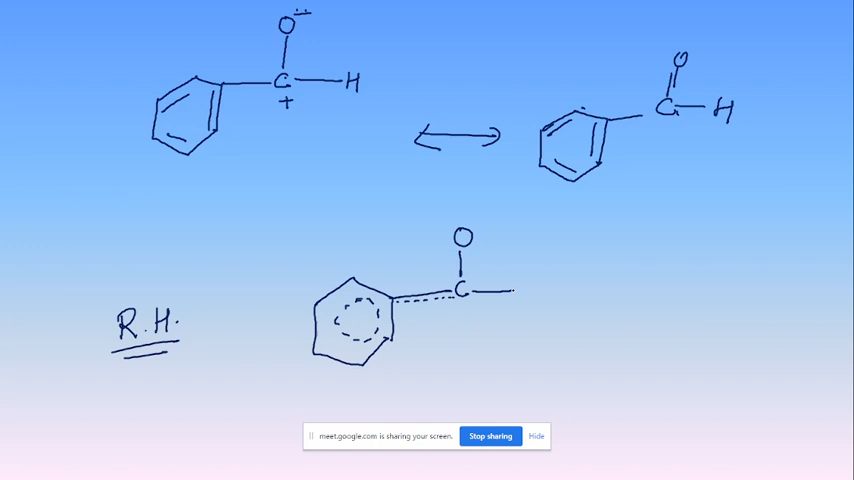 O
C H
+
O
C H
O
C
R.H.
meet.google.com is sharing your screen. Stop sharing Hide